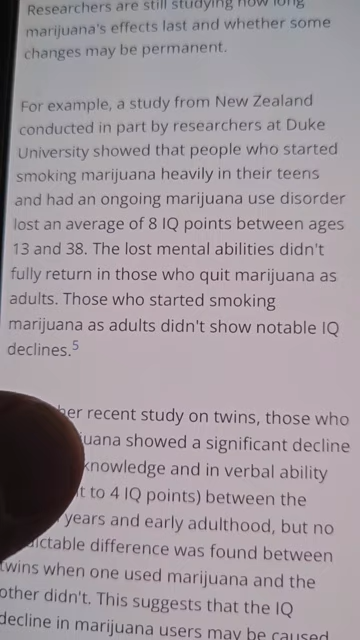 Researchers are still studying how long
marijuana's effects last and whether some
changes may be permanent.
For example, a study from New Zealand
conducted in part by researchers at Duke
University showed that people who started
smoking marijuana heavily in their teens
and had an ongoing marijuana use disorder
lost an average of 8 IQ points between ages
13 and 38. The lost mental abilities didn't
fully return in those who quit marijuana as
adults. Those who started smoking
marijuana as adults didn't show notable IQ
declines.5
recent study on twins, those who
showed a significant decline
knowledge and in verbal ability
to 4 IQ points) between the
years and early adulthood, but no
difference was found between
twins when one used marijuana and the
other didn't. This suggests that the IQ
decline in marijuana users may be caused